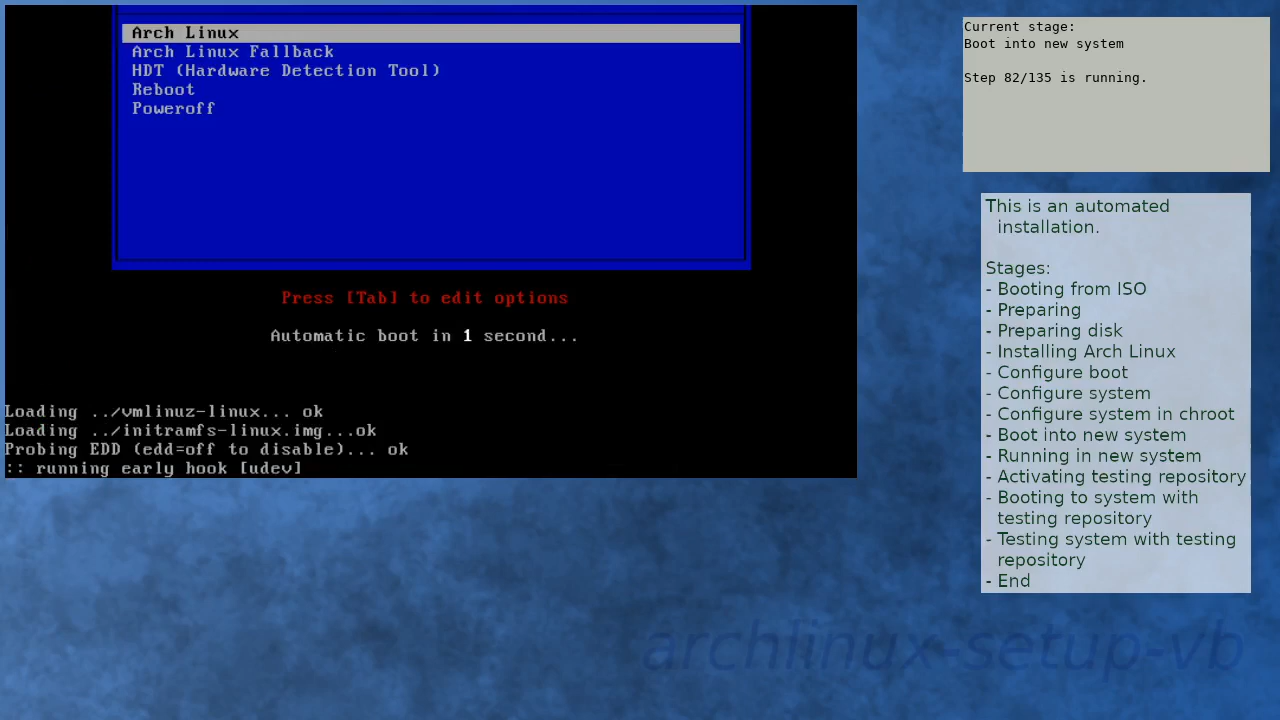 Arch Linux
Arch Linux Fallback
HDT (Hardware Detection Tool)
Reboot
Poweroff
Press [Tab] to edit options
Automatic boot in 1 second...
Loading ../vmlinuz-linux... ok
Loading ../initramfs-linux.img...ok
Probing EDD (edd=off to disable)... ok
:: running early hook [udev]
Current stage:
Boot into new system
Step 82/135 is running.
This is an automated
installation.
Stages:
- Booting from ISO
- Preparing
- Preparing disk
- Installing Arch Linux
- Configure boot
- Configure system
- Configure system in chroot
- Boot into new system
- Running in new system
- Activating testing repository
- Booting to system with
testing repository
- Testing system with testing
repository
- End
archlinux-setup-vb